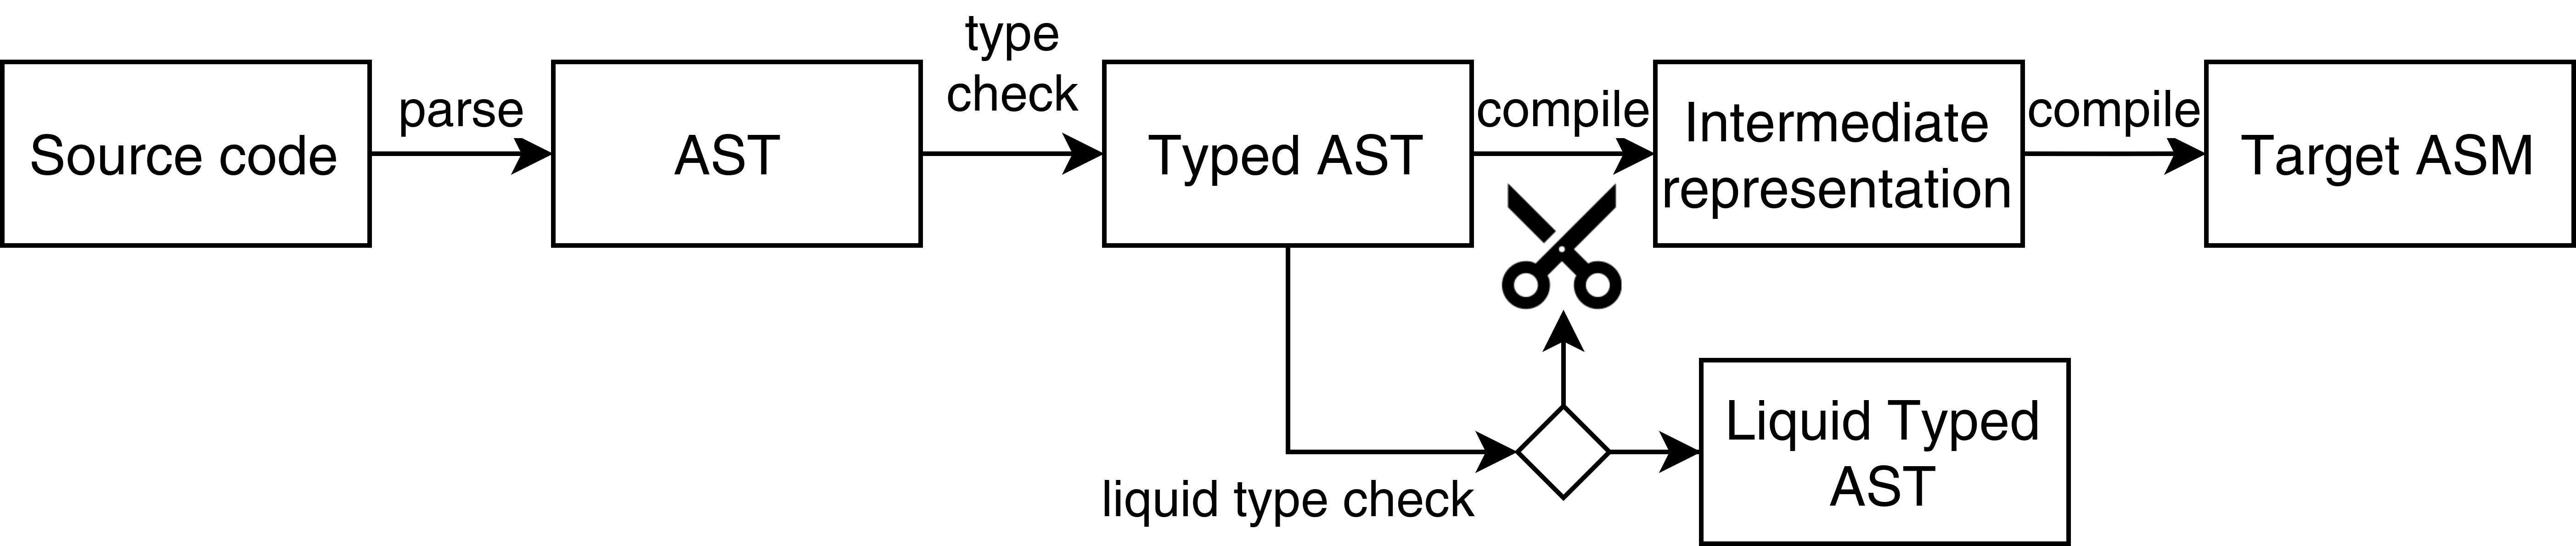 type
check
parse
compile
compile
Source code
AST
Typed AST
Intermediate
representation
Target ASM
Liquid Typed
AST
liquid type check